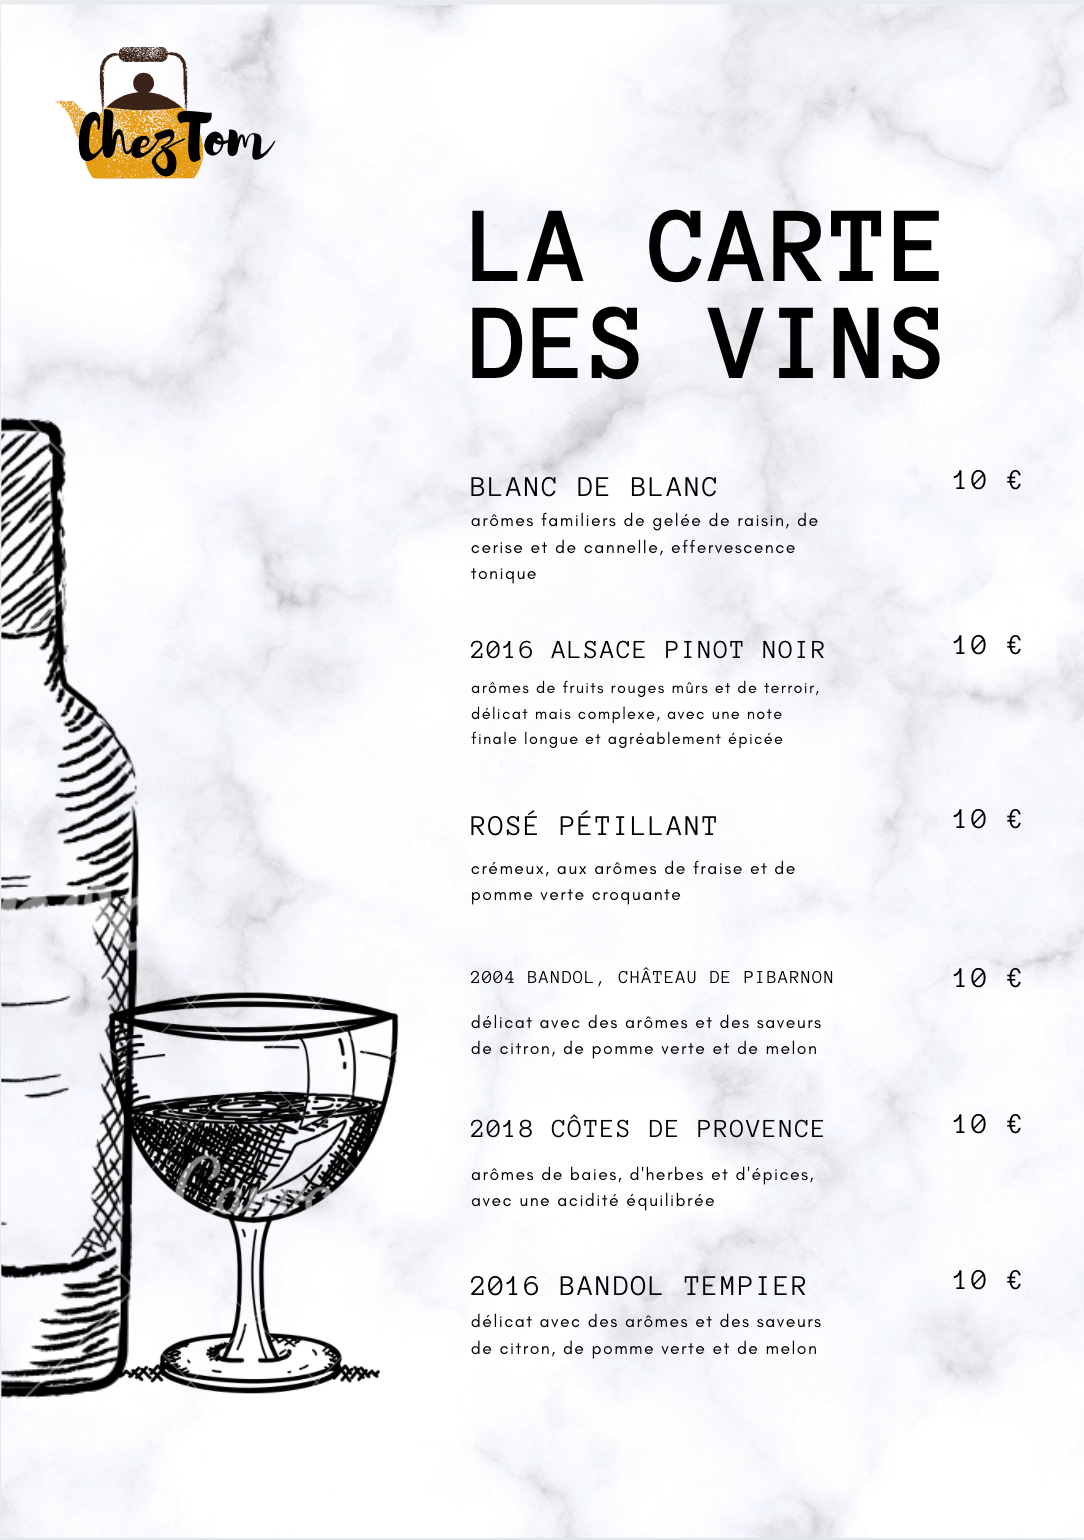 Chez Tom
LA CARTE
DES VINS
BLANC DE BLANC
10 €
arômes familiers de gelée de raisin, de
cerise et de cannelle, effervescence
tonique
2016 ALSACE PINOT NOIR
10 €
arômes de fruits rouges mûrs et de terroir,
délicat mais complexe, avec une note
finale longue et agréablement épicée
ROSÉ PÉTILLANT
10 €
crémeux, aux arômes de fraise et de
pomme verte croquante
2004 BANDOL, CHÂTEAU DE PIBARNON
10 €
délicat avec des arômes et des saveurs
de citron, de pomme verte et de melon
2018 CÔTES DE PROVENCE
10 €
arômes de baies, d'herbes et d'épices,
avec une acidité équilibrée
2016 BANDOL TEMPIER
10 €
délicat avec des arômes et des saveurs
de citron, de pomme verte et de melon
Canva